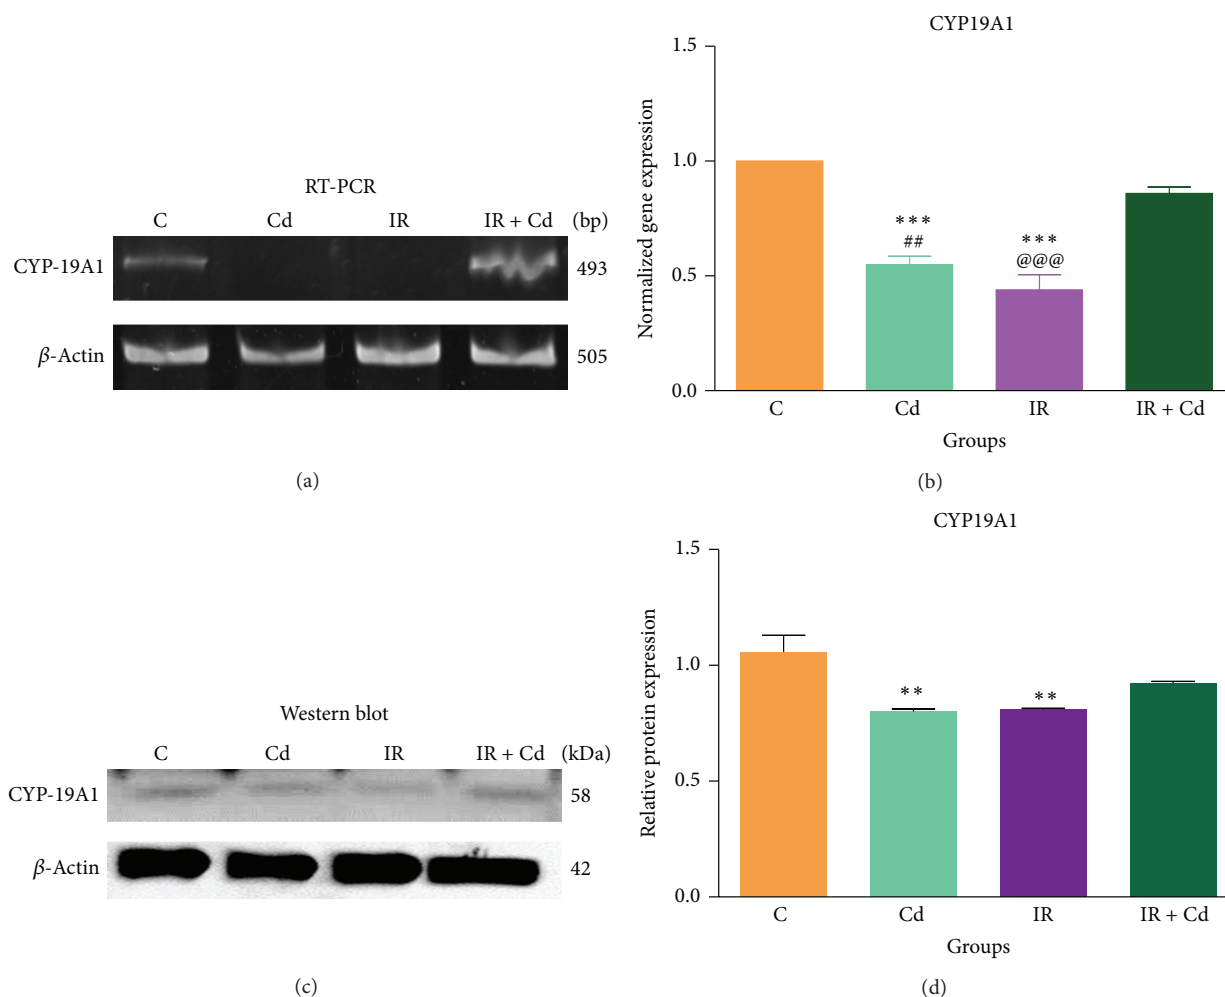 RT-PCR
C Cd IR IR + Cd (bp)
CYP-19A1 493
β-Actin 505
(a)
CYP19A1
Normalized gene expression
1.5
1.0
0.5
0.0
***
##
***
@@@
C Cd IR IR + Cd
Groups
(b)
Western blot
C Cd IR IR + Cd (kDa)
CYP-19A1 58
β-Actin 42
(c)
CYP19A1
Relative protein expression
1.5
1.0
0.5
0.0
** **
C Cd IR IR + Cd
Groups
(d)